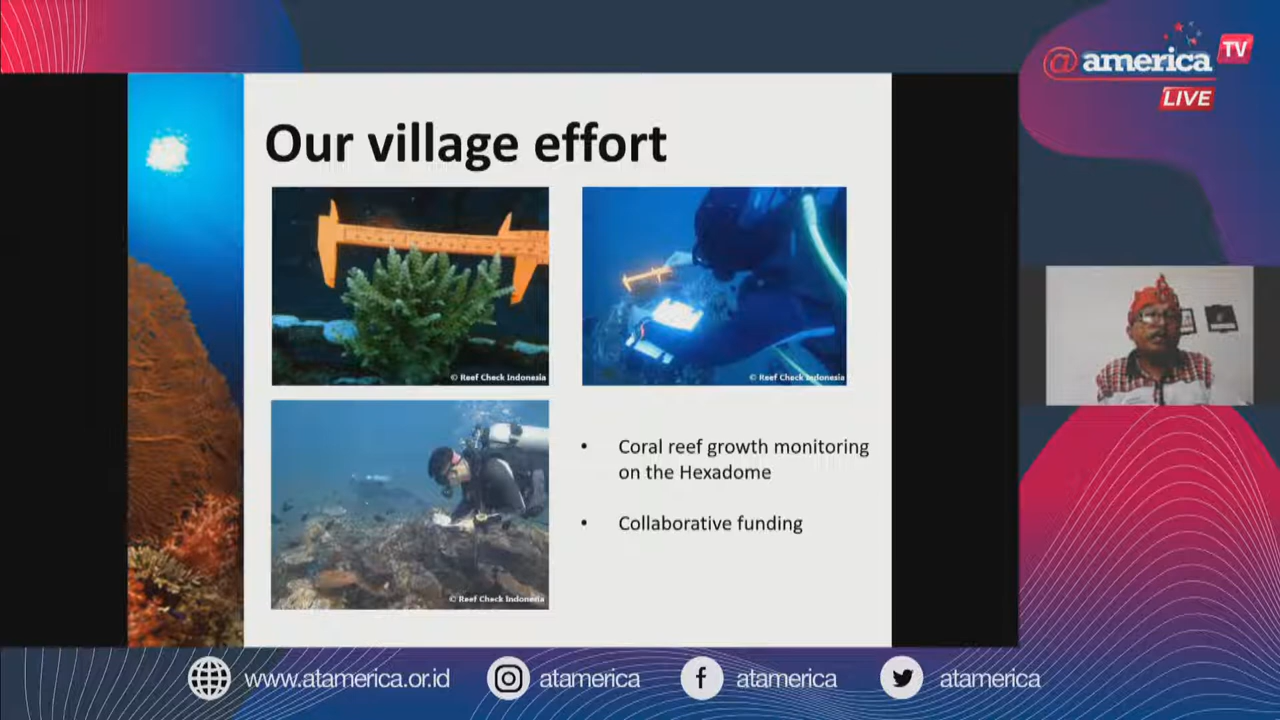 @america TV
LIVE
Our village effort
© Reef Check Indonesia
© Reef Check Indonesia
© Reef Check Indonesia
• Coral reef growth monitoring
on the Hexadome
• Collaborative funding
www.atamerica.or.id
atamerica
atamerica
atamerica